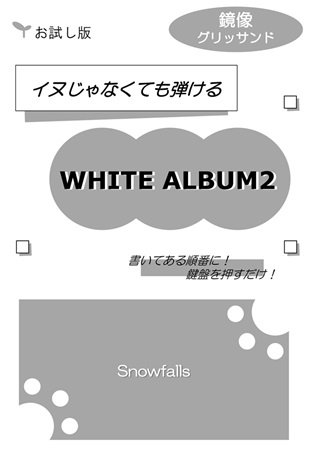 お試し版
鏡像
グリッサンド
イヌじゃなくても弾ける
WHITE ALBUM2
書いてある順番に！
鍵盤を押すだけ！
Snowfalls